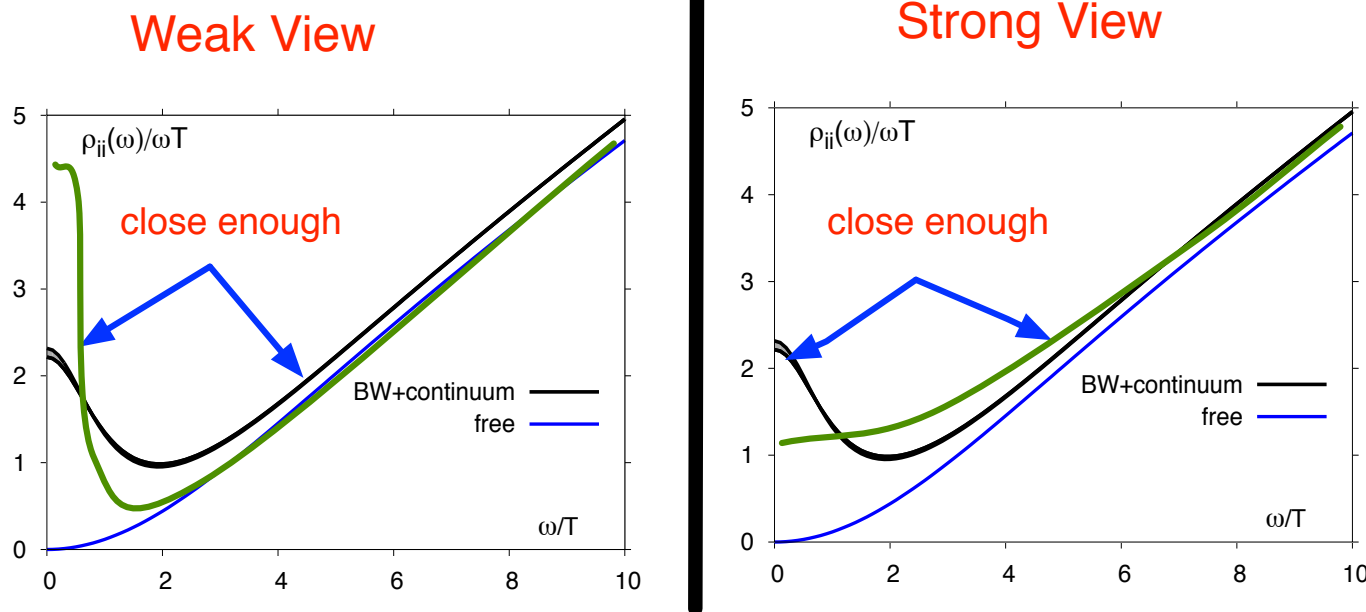 Weak View
5
4
3
2
1
0
ρii(ω)/ωT
close enough
BW+continuum
free
ω/T
0 2 4 6 8 10
Strong View
5
4
3
2
1
0
ρii(ω)/ωT
close enough
BW+continuum
free
ω/T
0 2 4 6 8 10